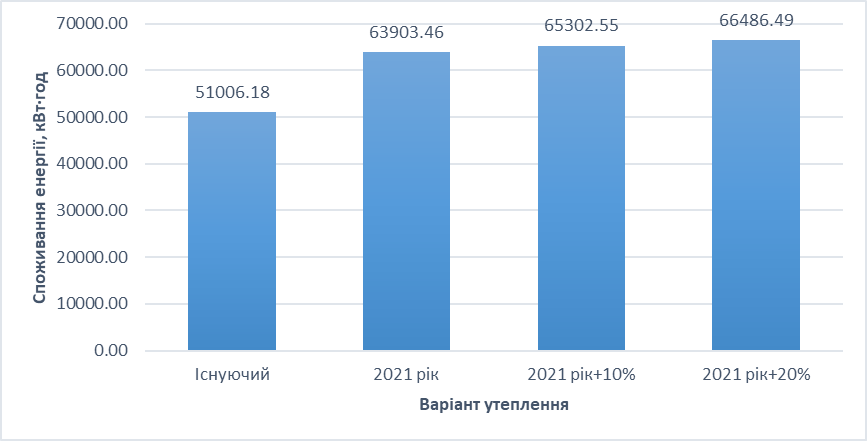 70000.00
60000.00
50000.00
40000.00
30000.00
20000.00
10000.00
0.00
Споживання енергії, кВт·год
51006.18
63903.46
65302.55
66486.49
Існуючий
2021 рік
2021 рік+10%
2021 рік+20%
Варіант утеплення